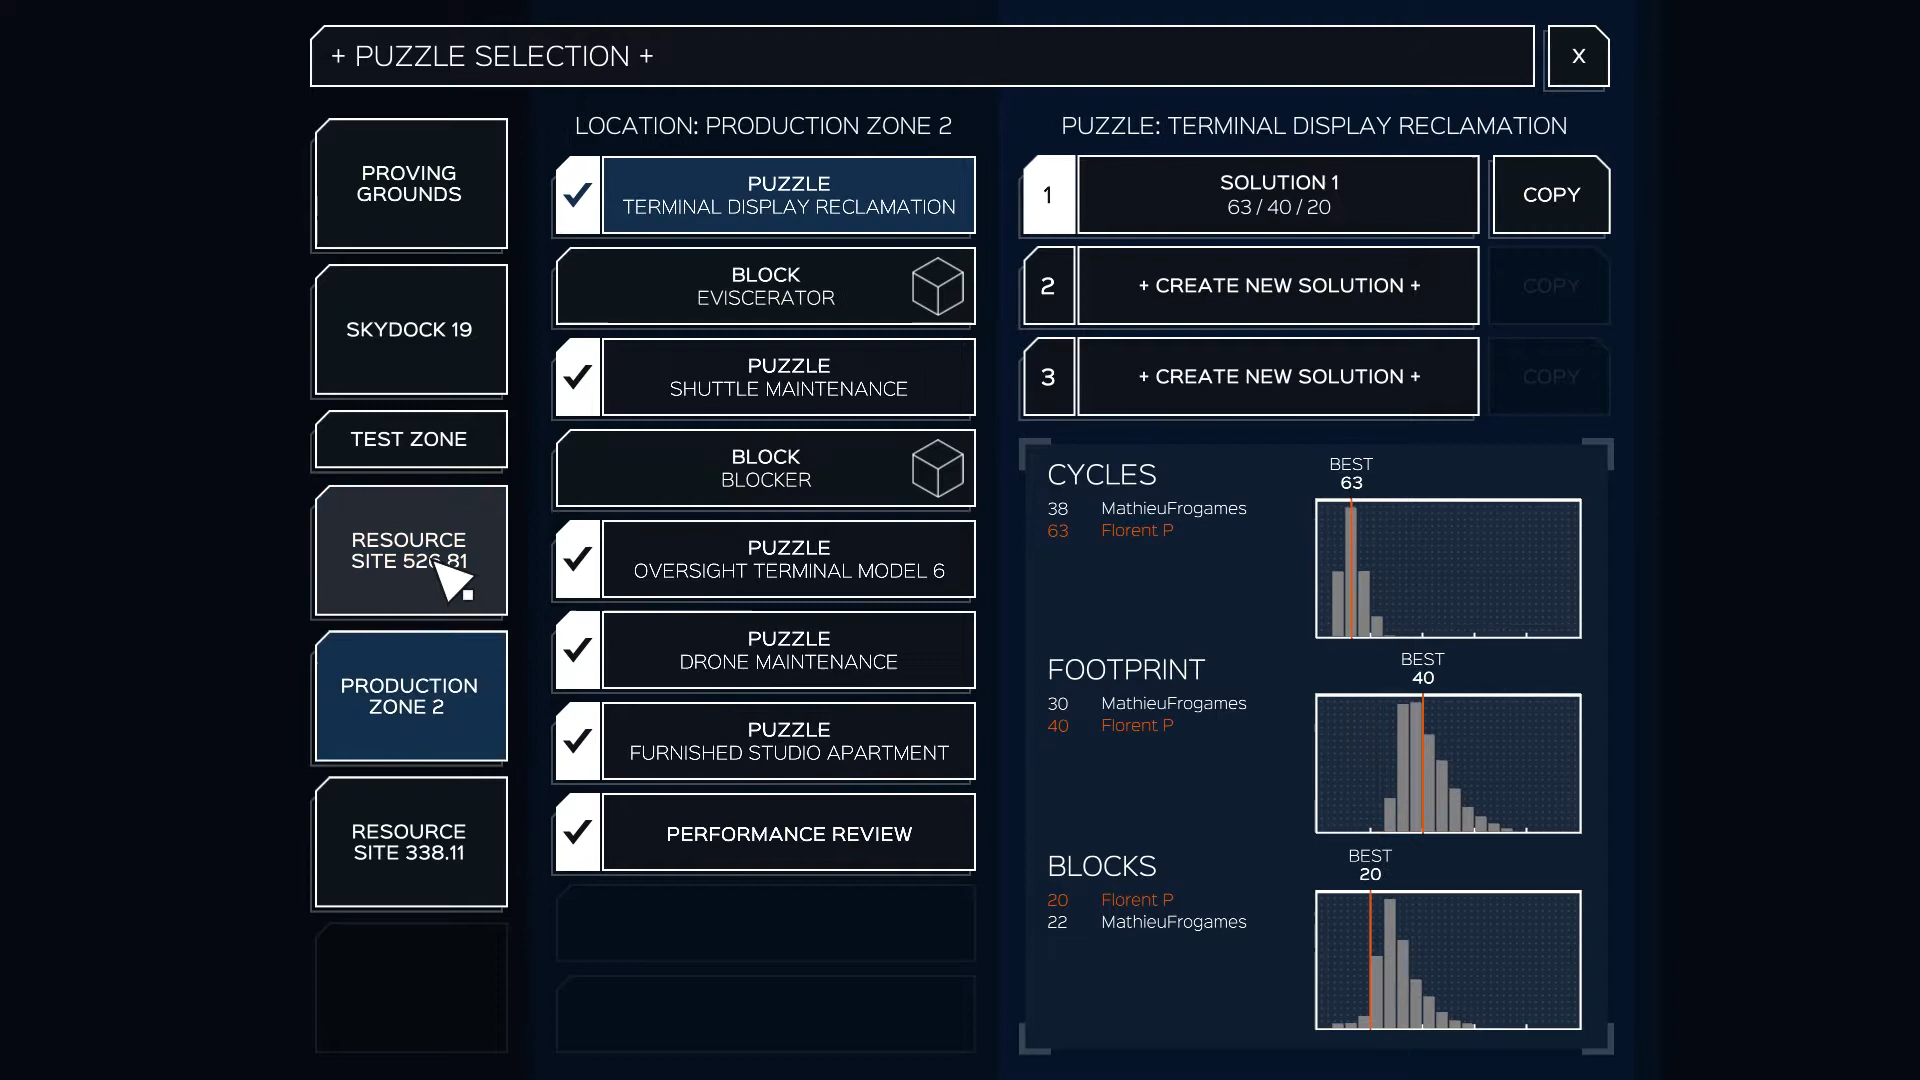 + PUZZLE SELECTION +
X
PROVING
GROUNDS
SKYDOCK 19
TEST ZONE
RESOURCE
SITE 526.81
PRODUCTION
ZONE 2
RESOURCE
SITE 338.11
LOCATION: PRODUCTION ZONE 2
PUZZLE
TERMINAL DISPLAY RECLAMATION
BLOCK
EVISCERATOR
PUZZLE
SHUTTLE MAINTENANCE
BLOCK
BLOCKER
PUZZLE
OVERSIGHT TERMINAL MODEL 6
PUZZLE
DRONE MAINTENANCE
PUZZLE
FURNISHED STUDIO APARTMENT
PERFORMANCE REVIEW
PUZZLE: TERMINAL DISPLAY RECLAMATION
1
SOLUTION 1
63 / 40 / 20
COPY
2
+ CREATE NEW SOLUTION +
COPY
3
+ CREATE NEW SOLUTION +
COPY
CYCLES
38 MathieuFrogames
63 Florent P
BEST
63
FOOTPRINT
30 MathieuFrogames
40 Florent P
BEST
40
BLOCKS
20 Florent P
22 MathieuFrogames
BEST
20